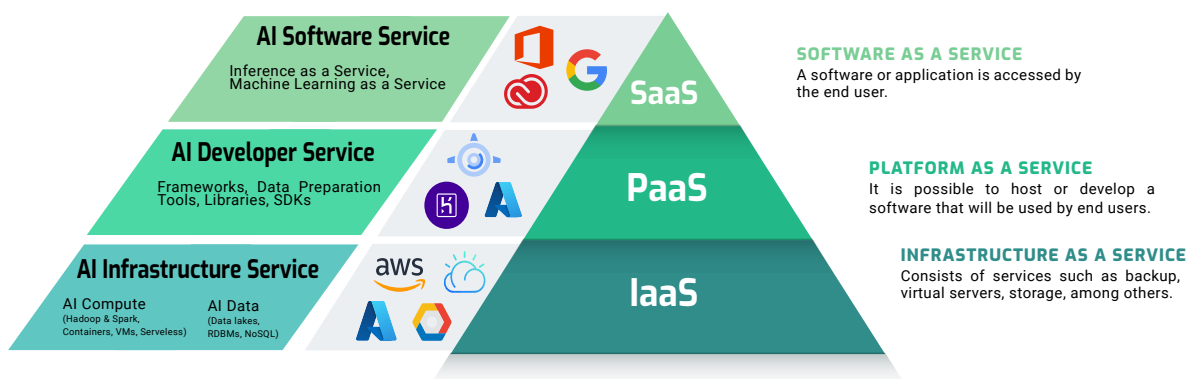 AI Software Service
Inference as a Service,
Machine Learning as a Service
SaaS
SOFTWARE AS A SERVICE
A software or application is accessed by
the end user.
AI Developer Service
Frameworks, Data Preparation
Tools, Libraries, SDKs
PaaS
PLATFORM AS A SERVICE
It is possible to host or develop a
software that will be used by end users.
AI Infrastructure Service
AI Compute
(Hadoop & Spark,
Containers, VMs, Serveless)
AI Data
(Data lakes,
RDBMs, NoSQL)
aws
IaaS
INFRASTRUCTURE AS A SERVICE
Consists of services such as backup,
virtual servers, storage, among others.